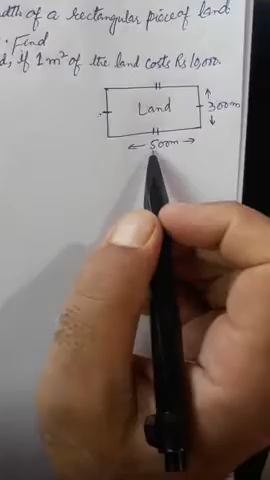 dth of a rectangular piece of land
. Find
d, if 1m² of the land costs Rs 10,000.
Land
300m
500m